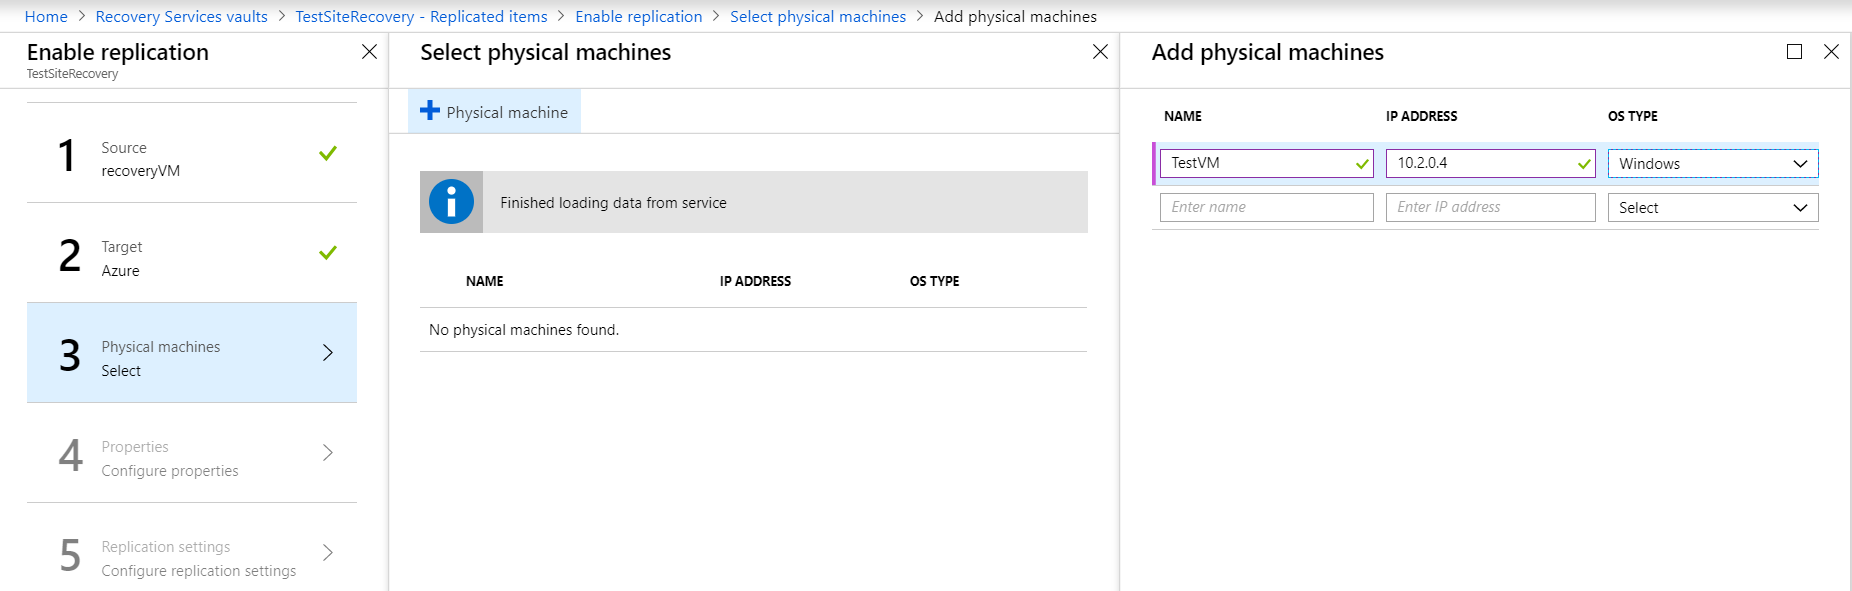 Home > Recovery Services vaults > TestSiteRecovery - Replicated items > Enable replication > Select physical machines > Add physical machines
Enable replication
TestSiteRecovery
1
Source
recoveryVM
2
Target
Azure
3
Physical machines
Select
4
Properties
Configure properties
5
Replication settings
Configure replication settings
Select physical machines
Physical machine
Finished loading data from service
NAME IP ADDRESS OS TYPE
No physical machines found.
Add physical machines
NAME IP ADDRESS OS TYPE
TestVM 10.2.0.4 Windows
Enter name Enter IP address Select